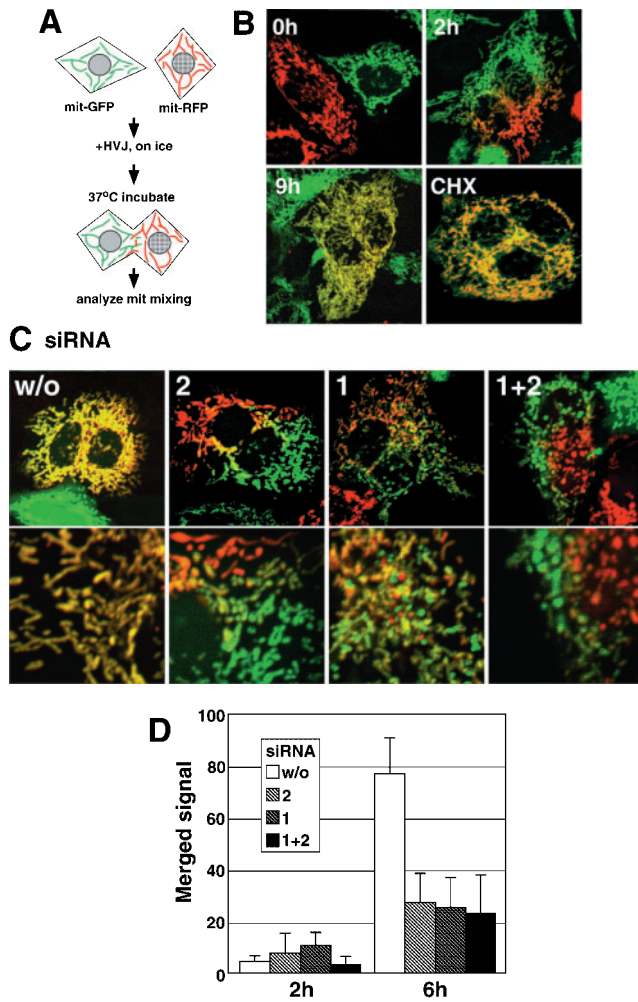 A
mit-GFP mit-RFP
+HVJ, on ice
37°C incubate
analyze mit mixing
B
0h 2h
9h CHX
C siRNA
w/o 2 1 1+2
D
Merged signal
100
80
60
40
20
0
siRNA
w/o
2
1
1+2
2h 6h